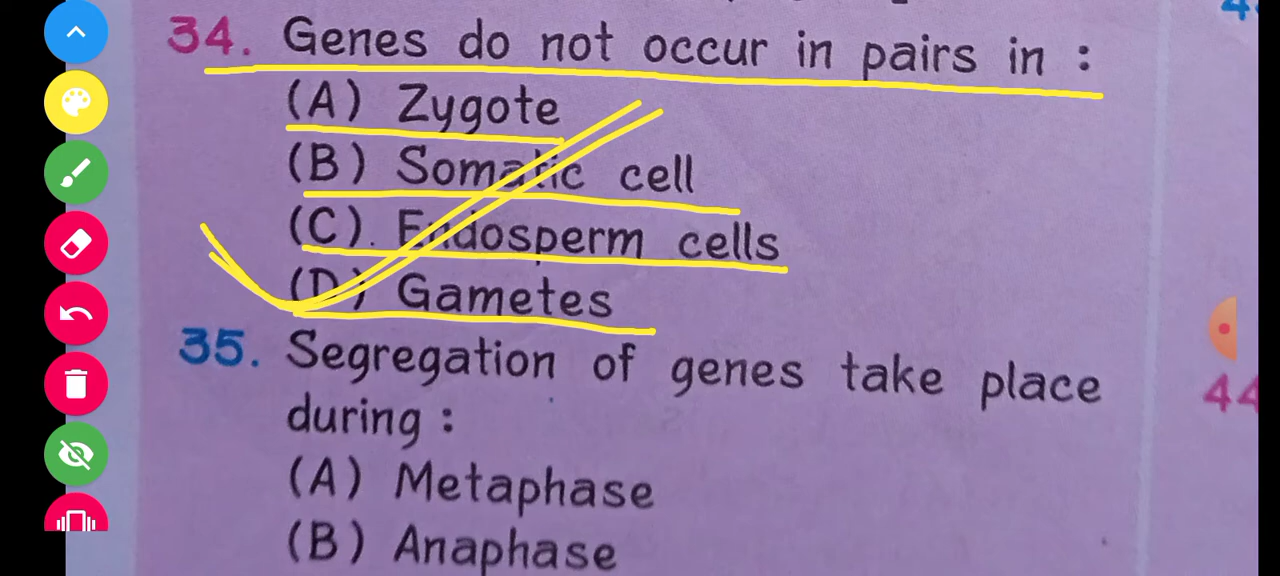 34. Genes do not occur in pairs in :
(A) Zygote
(B) Somatic cell
(C). Endosperm cells
(D) Gametes
35. Segregation of genes take place
during :
(A) Metaphase
(B) Anaphase
44